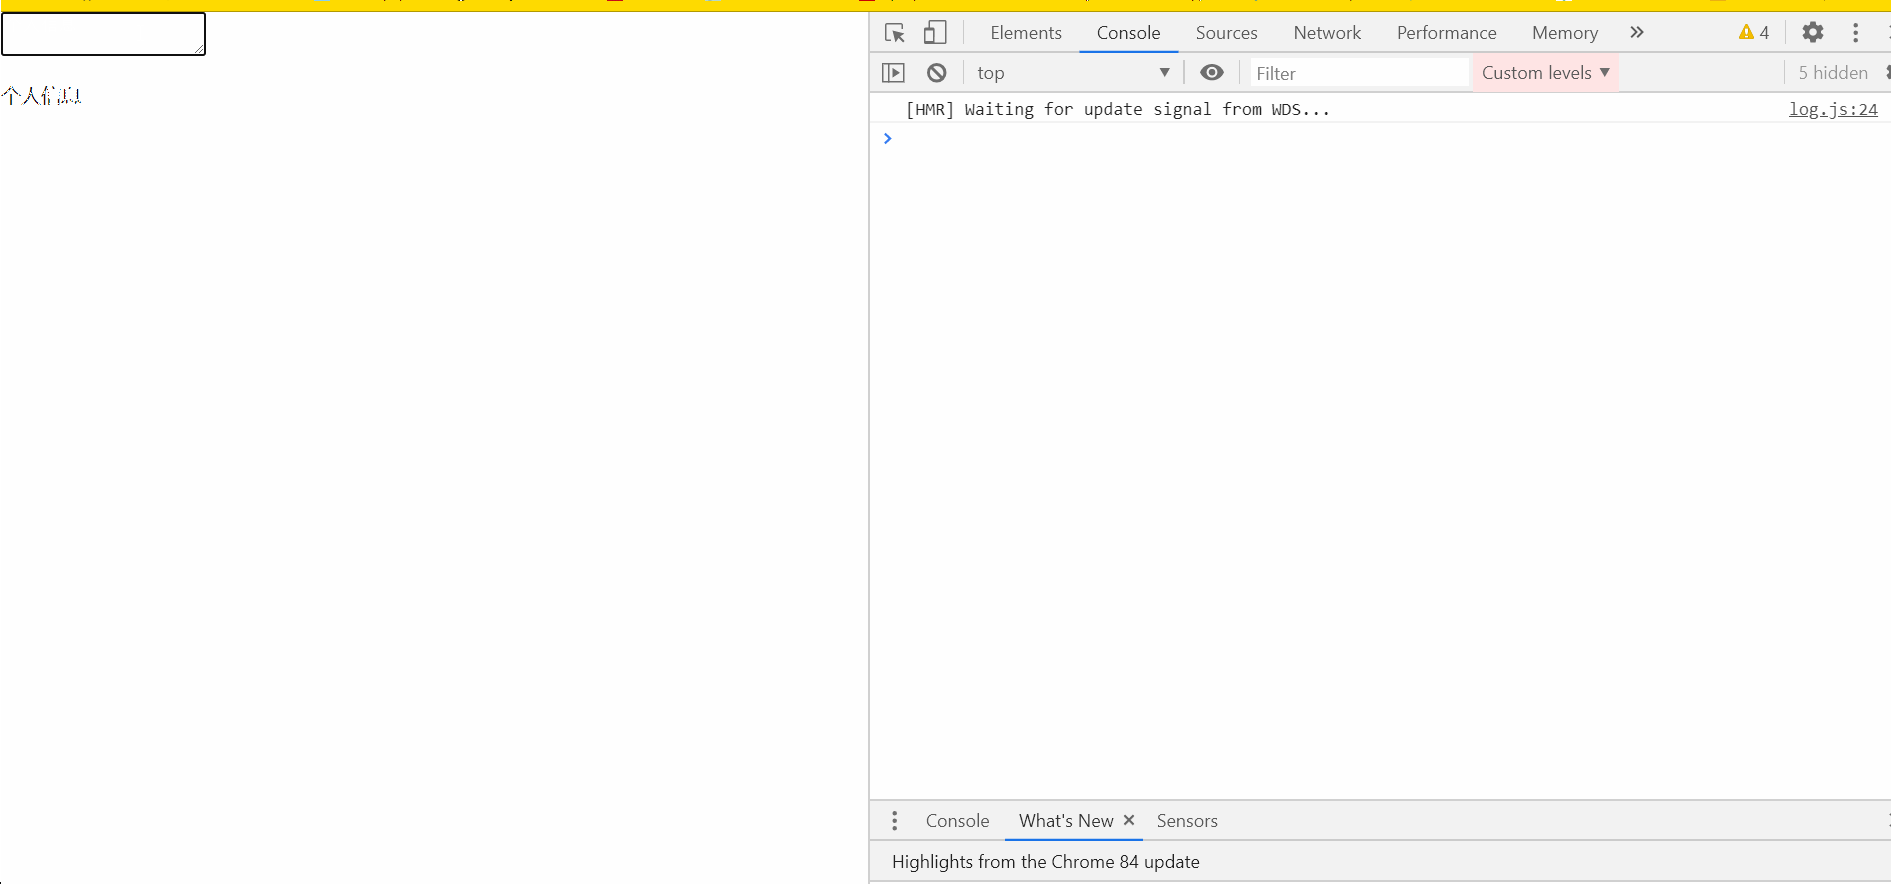 个人信息
Elements Console Sources Network Performance Memory » 4
top Filter Custom levels 5 hidden
[HMR] Waiting for update signal from WDS... log.js:24
Console What's New × Sensors
Highlights from the Chrome 84 update